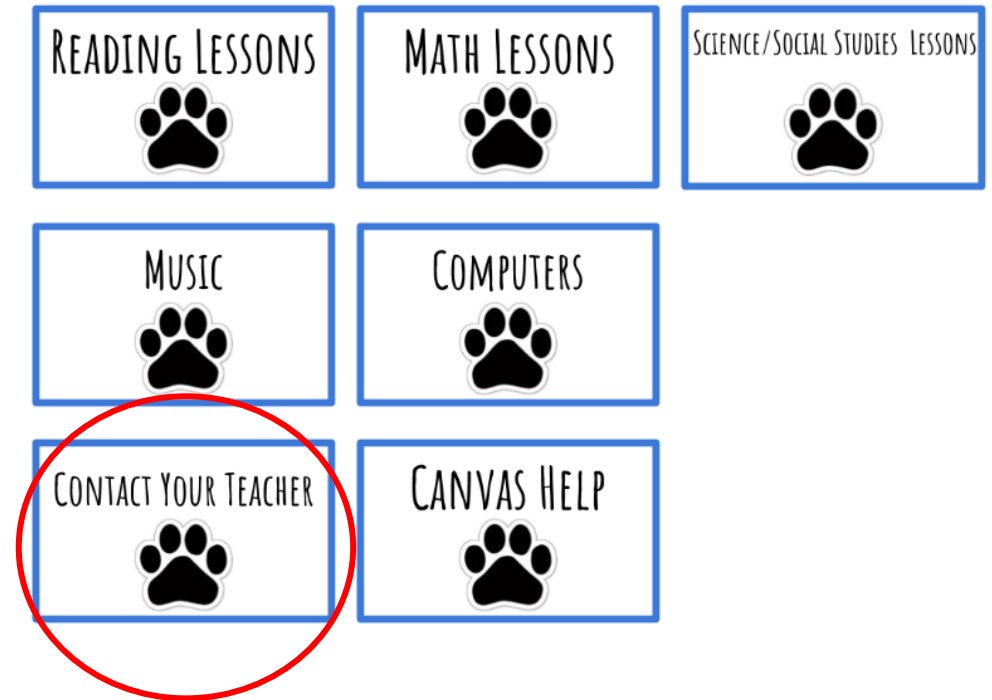 Reading Lessons
Math Lessons
Science/Social Studies Lessons
Music
Computers
Contact Your Teacher
Canvas Help